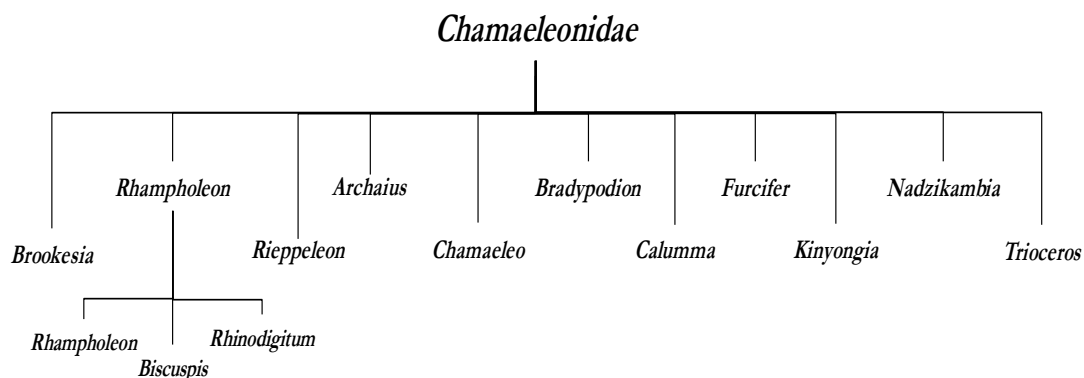 Chamaeleonidae
Rhampholeon
Archaius
Bradypodion
Furcifer
Nadzikambia
Brookesia
Rieppeleon
Chamaeleo
Calumma
Kinyongia
Trioceros
Rhampholeon
Rhinodigitum
Biscuspis